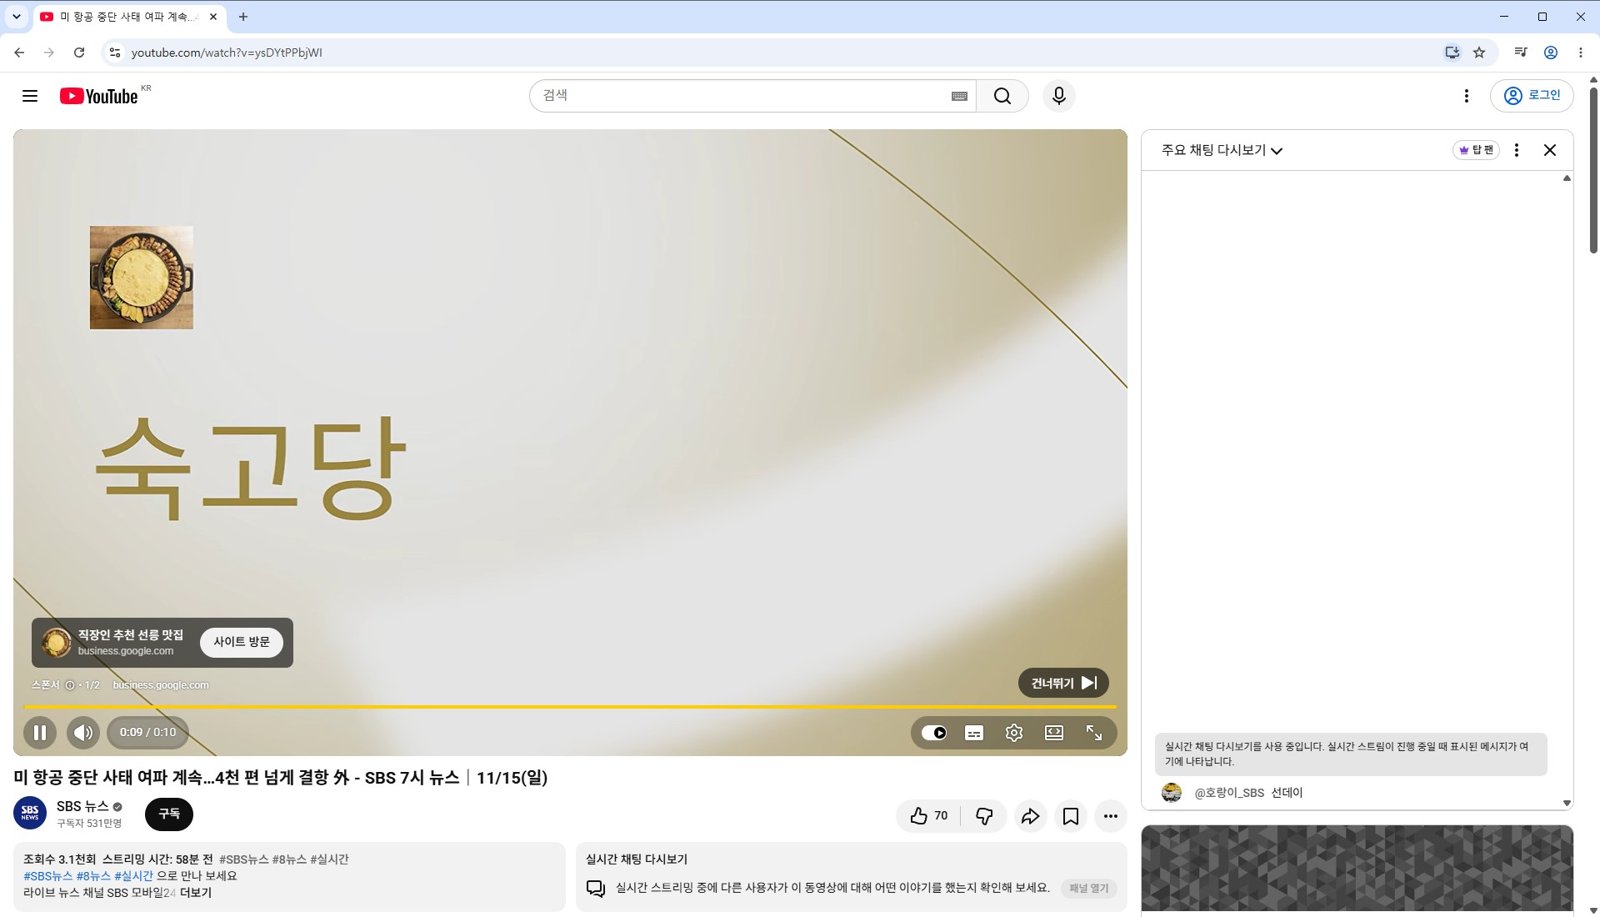 미 항공 중단 사태 여파 계속...4
youtube.com/watch?v=ysDYtPPbjWI
YouTube KR
검색
로그인
숙고당
직장인 추천 선릉 맛집
business.google.com
사이트 방문
스폰서 · 1/2 business.google.com
건너뛰기
0:09 / 0:10
주요 채팅 다시보기
탑 팬
실시간 채팅 다시보기를 사용 중입니다. 실시간 스트림이 진행 중일 때 표시된 메시지가 여
기에 나타납니다.
@호랑이_SBS 선데이
미 항공 중단 사태 여파 계속...4천 편 넘게 결항 外 - SBS 7시 뉴스｜11/15(일)
SBS NEWS
SBS 뉴스
구독자 531만명
구독
70
조회수 3.1천회 스트리밍 시간: 58분 전 #SBS뉴스 #8뉴스 #실시간
#SBS뉴스 #8뉴스 #실시간 으로 만나 보세요
라이브 뉴스 채널 SBS 모바일24 더보기
실시간 채팅 다시보기
실시간 스트리밍 중에 다른 사용자가 이 동영상에 대해 어떤 이야기를 했는지 확인해 보세요.
패널 열기